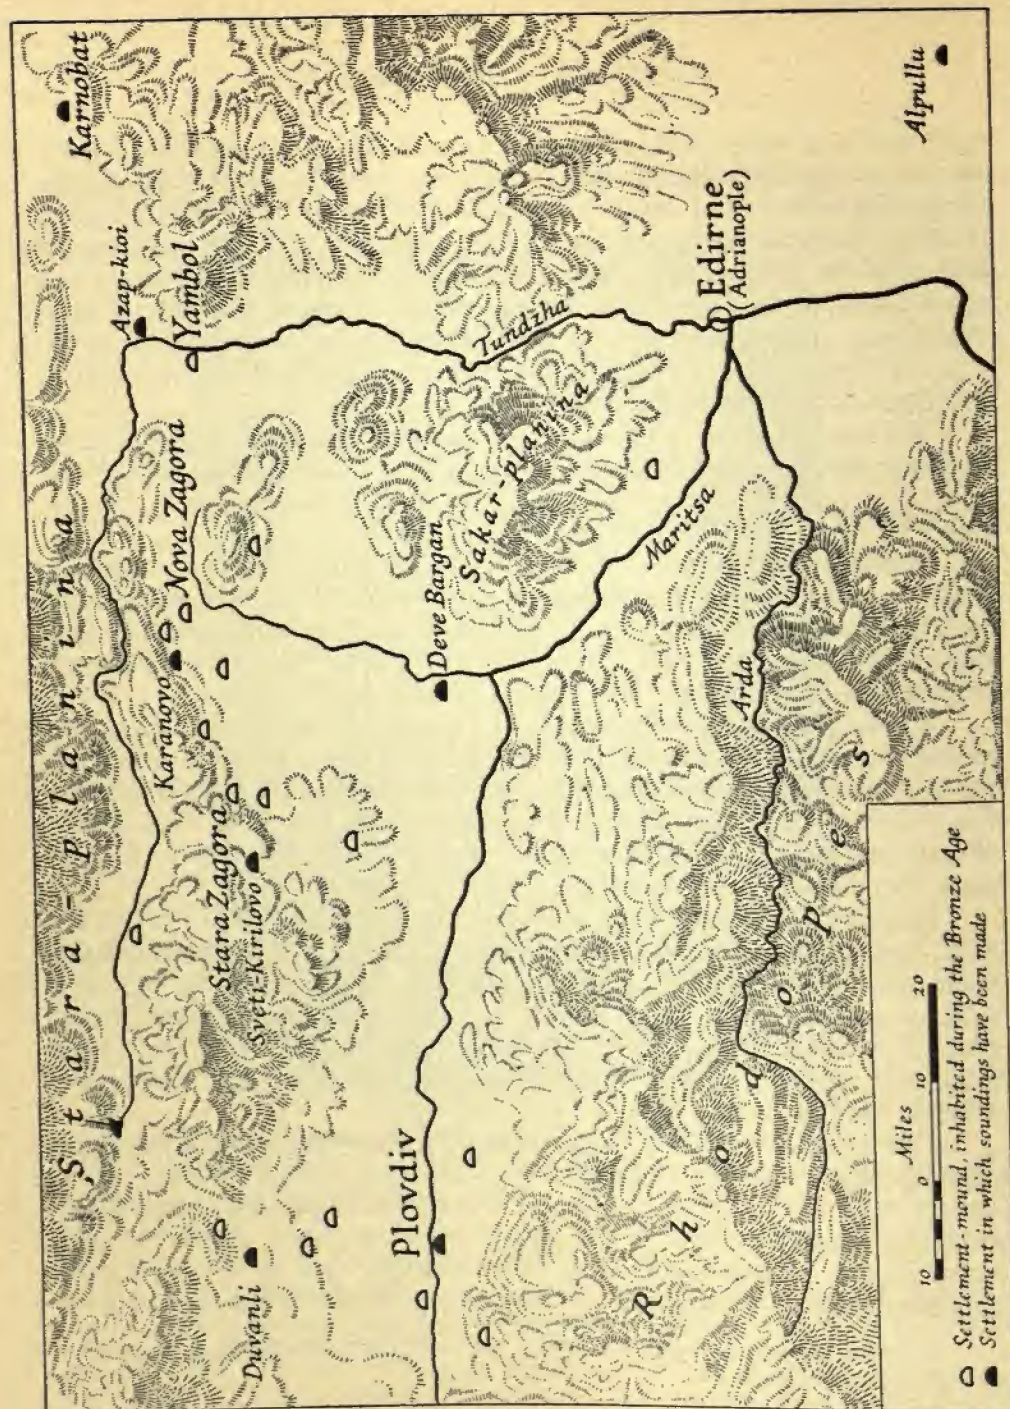 Stara-planina
Karnobat
Azap-kioi
Yambol
Nova Zagora
Karanovo
Stara Zagora
Sveti-Kirilovo
Duvanli
Plovdiv
Deve Bargan
Sakar-planina
Tundžha
Maritsa
Edirne
(Adrianople)
Alpullu
Arda
Rhodopes
Miles
10 0 10 20
Settlement-mound, inhabited during the Bronze Age
Settlement in which soundings have been made